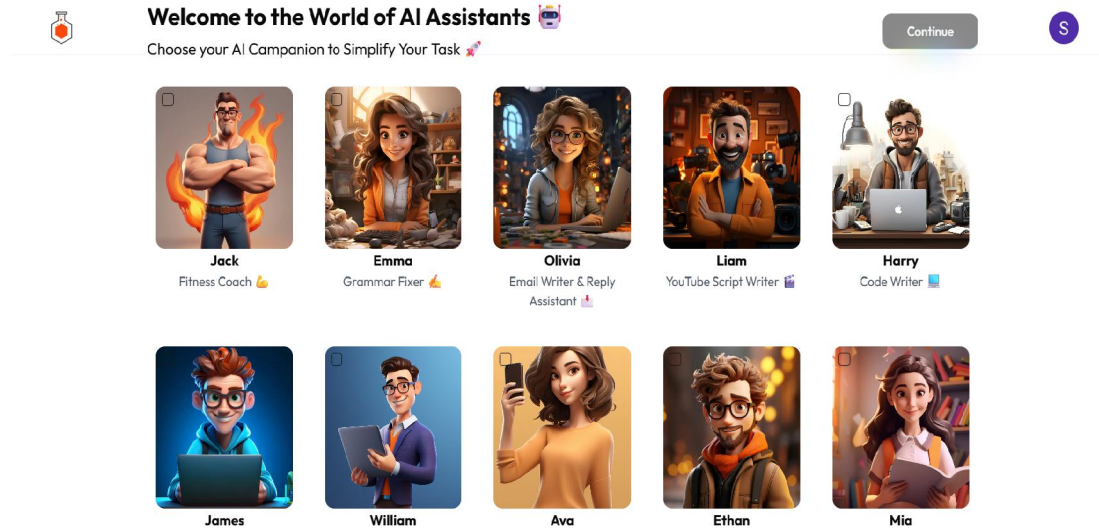 Welcome to the World of AI Assistants 🤖
Choose your AI Campanion to Simplify Your Task 🚀
Continue
S
Jack
Fitness Coach 💪
Emma
Grammar Fixer ✍️
Olivia
Email Writer & Reply
Assistant 📩
Liam
YouTube Script Writer 🎬
Harry
Code Writer 💻
James
William
Ava
Ethan
Mia